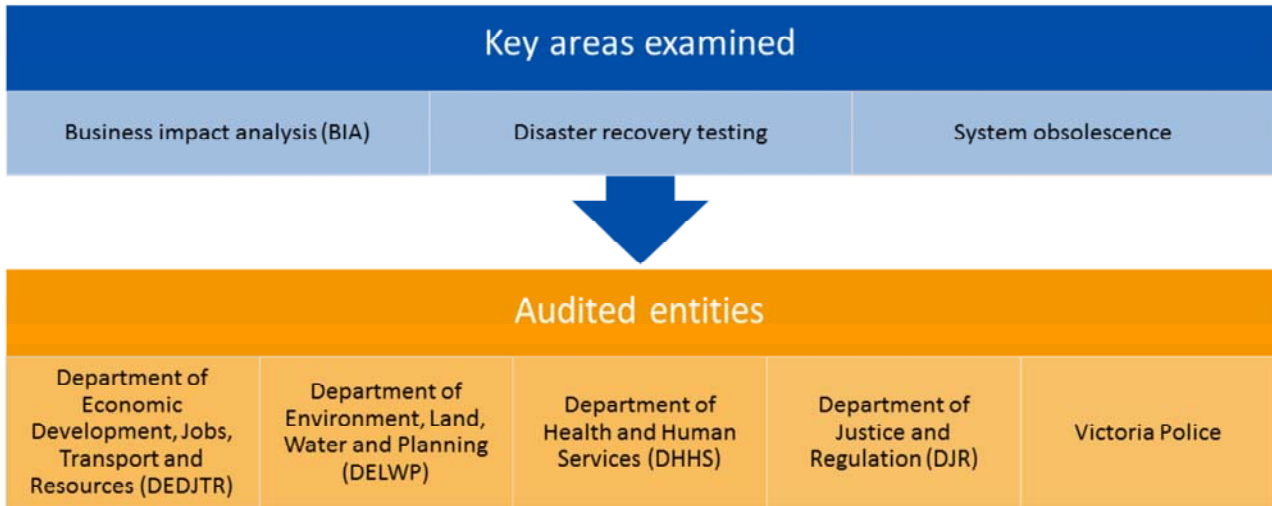 Key areas examined
Business impact analysis (BIA)
Disaster recovery testing
System obsolescence
Audited entities
Department of
Economic
Development, Jobs,
Transport and
Resources (DEDJTR)
Department of
Environment, Land,
Water and Planning
(DELWP)
Department of
Health and Human
Services (DHHS)
Department of
Justice and
Regulation (DJR)
Victoria Police